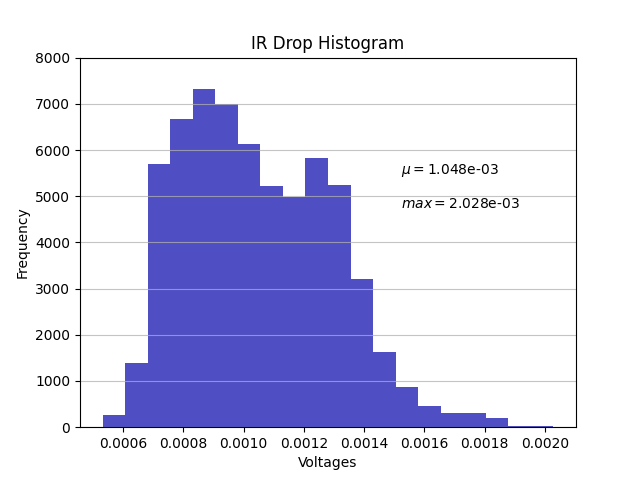 IR Drop Histogram
8000
7000
6000
5000
4000
3000
2000
1000
0
Frequency
μ = 1.048e-03
max = 2.028e-03
0.0006 0.0008 0.0010 0.0012 0.0014 0.0016 0.0018 0.0020
Voltages